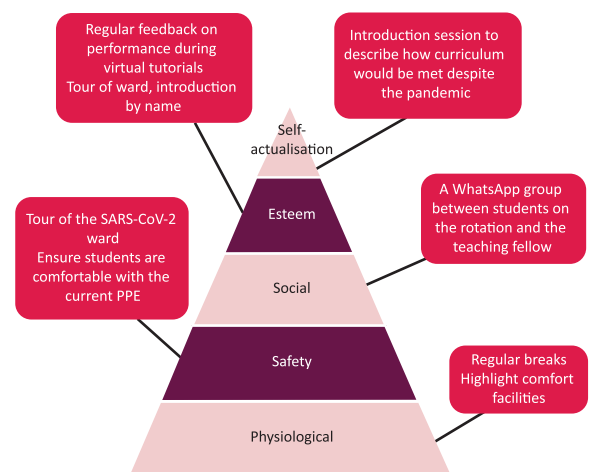 Regular feedback on
performance during
virtual tutorials
Tour of ward, introduction
by name
Introduction session to
describe how curriculum
would be met despite
the pandemic
Self-
actualisation
Esteem
A WhatsApp group
between students on
the rotation and the
teaching fellow
Tour of the SARS-CoV-2
ward
Ensure students are
comfortable with the
current PPE
Social
Safety
Regular breaks
Highlight comfort
facilities
Physiological